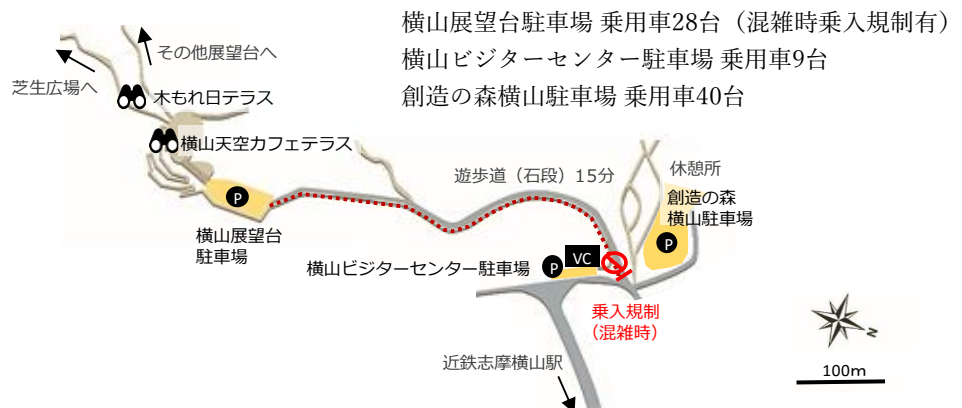 横山展望台駐車場 乗用車28台（混雑時乗入規制有）
横山ビジターセンター駐車場 乗用車9台
創造の森横山駐車場 乗用車40台
その他展望台へ
芝生広場へ
木もれ日テラス
横山天空カフェテラス
遊歩道（石段）15分
休憩所
創造の森
横山駐車場
P
P
横山展望台
駐車場
横山ビジターセンター駐車場
P
VC
乗入規制
（混雑時）
近鉄志摩横山駅
N
100m